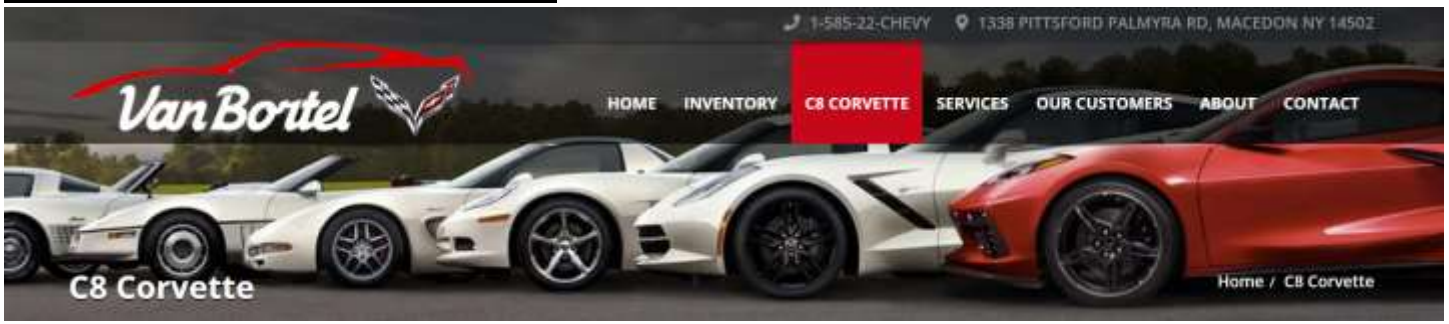 1-585-22-CHEVY 1338 PITTSFORD PALMYRA RD, MACEDON NY 14502
Van Bortel
HOME INVENTORY C8 CORVETTE SERVICES OUR CUSTOMERS ABOUT CONTACT
C8 Corvette
Home / C8 Corvette